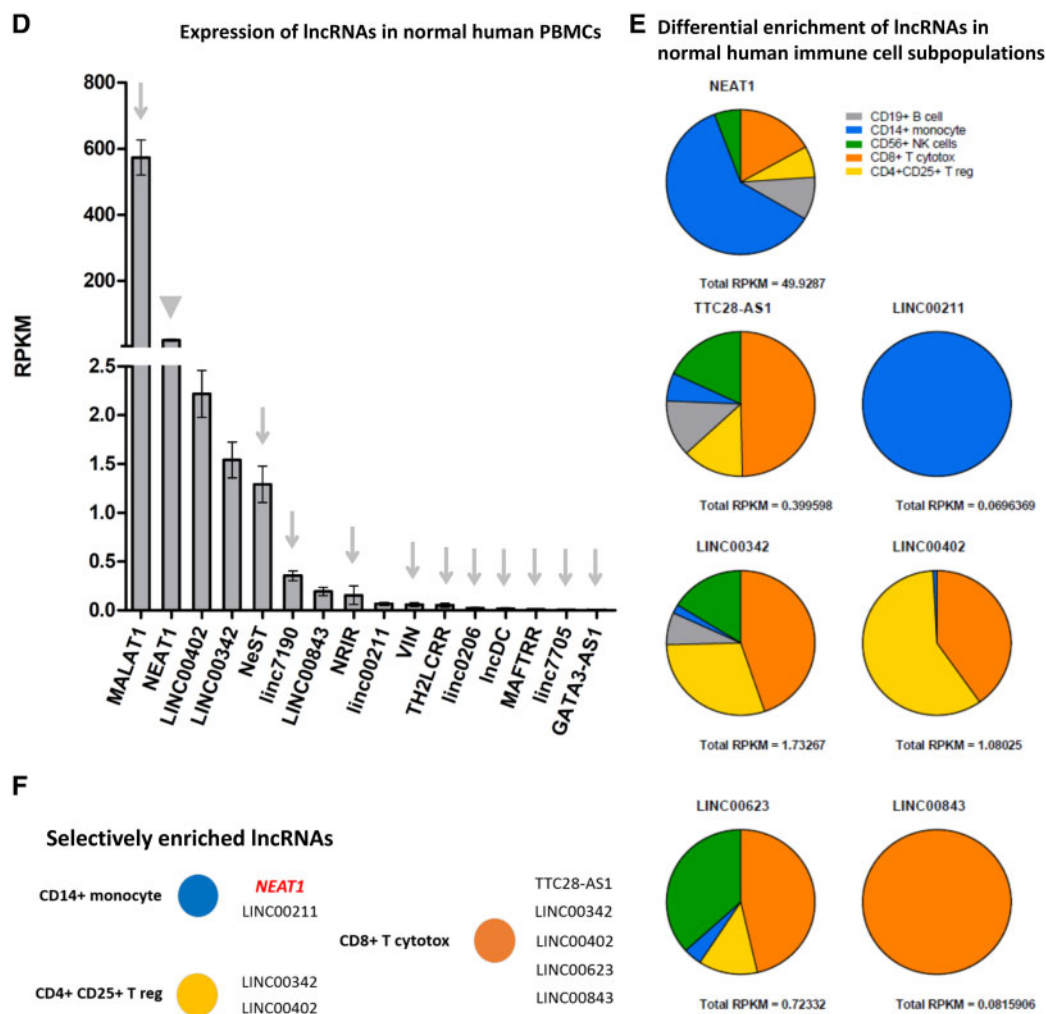 D
Expression of lncRNAs in normal human PBMCs
800
600
400
200
2.5
2.0
1.5
1.0
0.5
0.0
RPKM
MALAT1
NEAT1
LINC00402
LINC00342
NeST
linc7190
LINC00843
NRIR
linc00211
VIN
TH2LCRR
linc0206
lncDC
MAFTRR
linc7705
GATA3-AS1
E
Differential enrichment of lncRNAs in
normal human immune cell subpopulations
NEAT1
CD19+ B cell
CD14+ monocyte
CD56+ NK cells
CD8+ T cytotox
CD4+CD25+ T reg
Total RPKM = 49.9287
TTC28-AS1
LINC00211
Total RPKM = 0.399598
Total RPKM = 0.0696369
LINC00342
LINC00402
Total RPKM = 1.73267
Total RPKM = 1.08025
LINC00623
LINC00843
Total RPKM = 0.72332
Total RPKM = 0.0815906
F
Selectively enriched lncRNAs
CD14+ monocyte
NEAT1
LINC00211
CD4+ CD25+ T reg
LINC00342
LINC00402
CD8+ T cytotox
TTC28-AS1
LINC00342
LINC00402
LINC00623
LINC00843